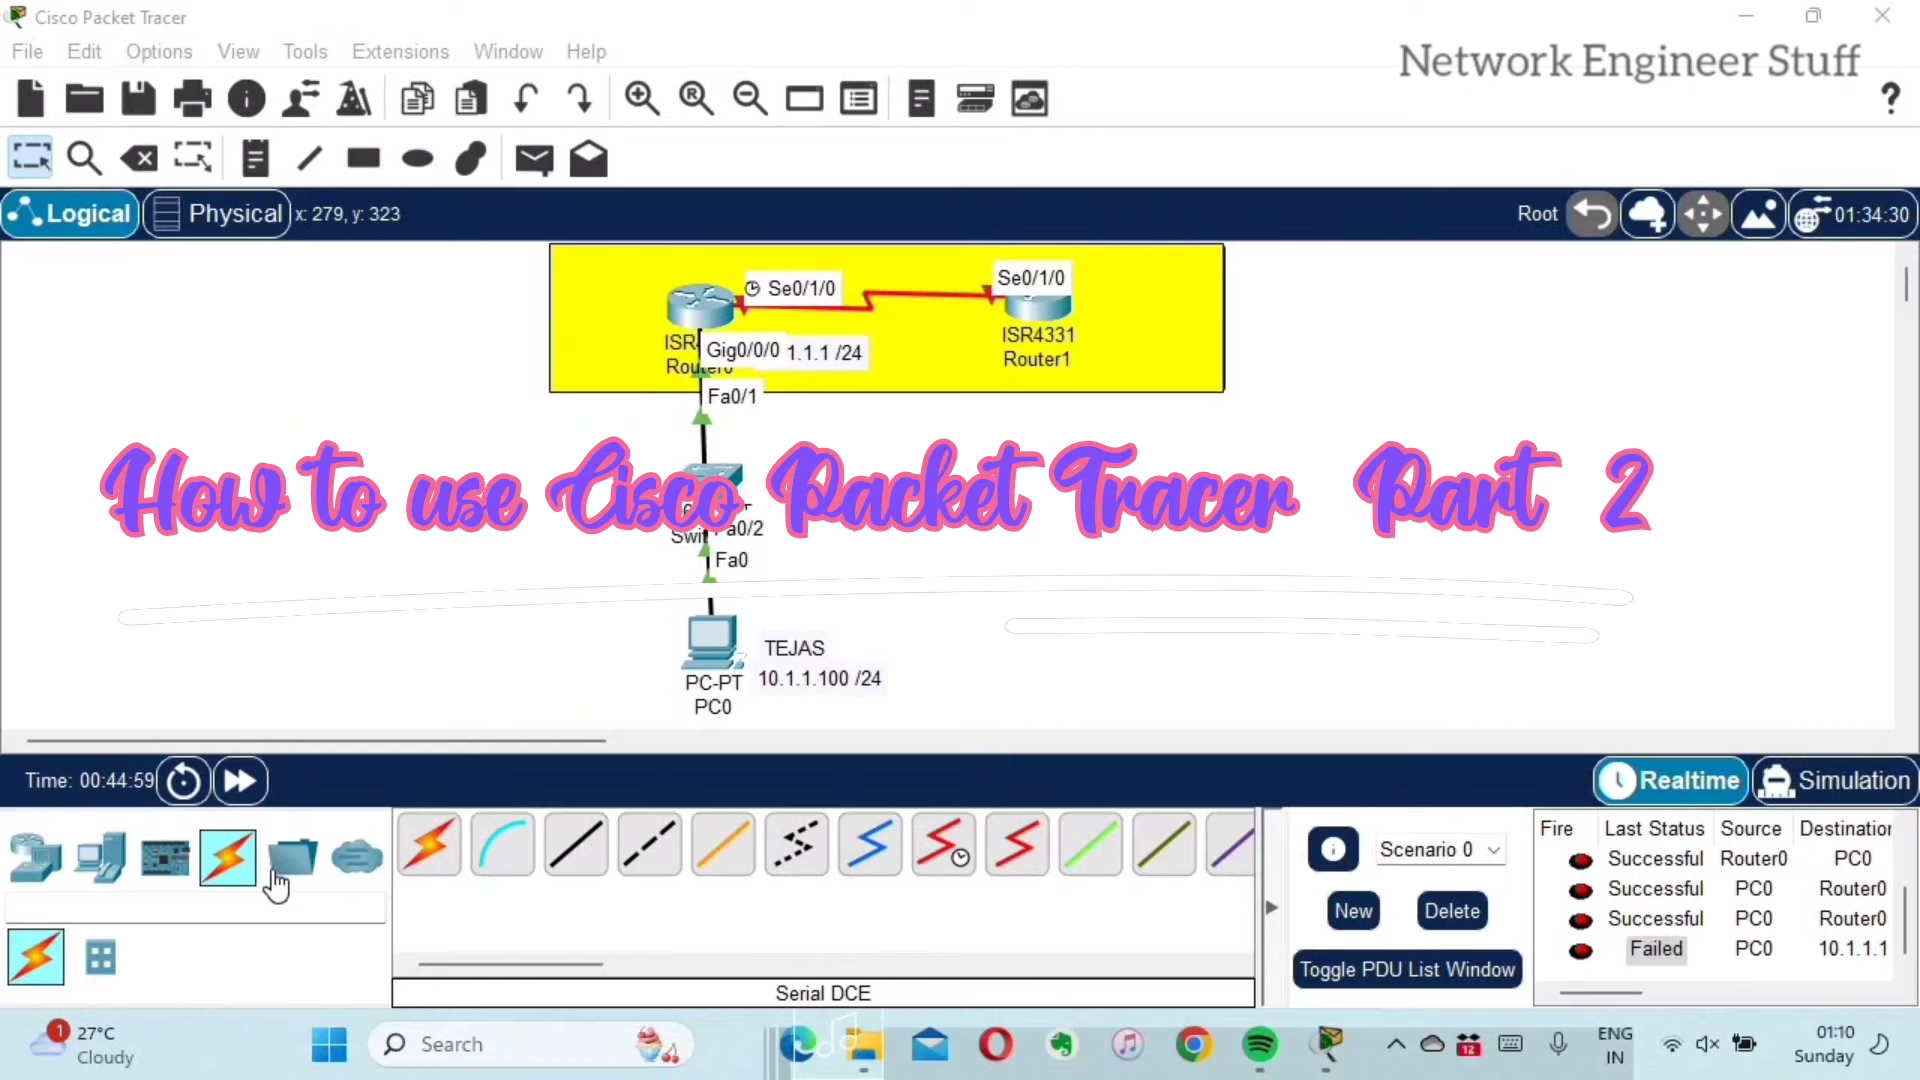 Cisco Packet Tracer
File Edit Options View Tools Extensions Window Help
Network Engineer Stuff
?
Logical Physical x: 279, y: 323 Root 01:34:30
Se0/1/0
Se0/1/0
ISR4331
Router1
Gig0/0/0 1.1.1 /24
Router0
Fa0/1
How to use Cisco Packet Tracer Part 2
Fa0/2
Fa0
TEJAS
10.1.1.100 /24
PC-PT
PC0
Time: 00:44:59 Realtime Simulation
Scenario 0
New Delete
Toggle PDU List Window
Fire Last Status Source Destination
Successful Router0 PC0
Successful PC0 Router0
Successful PC0 Router0
Failed PC0 10.1.1.1
Serial DCE
1
27°C
Cloudy
Search
12
ENG
IN
01:10
Sunday